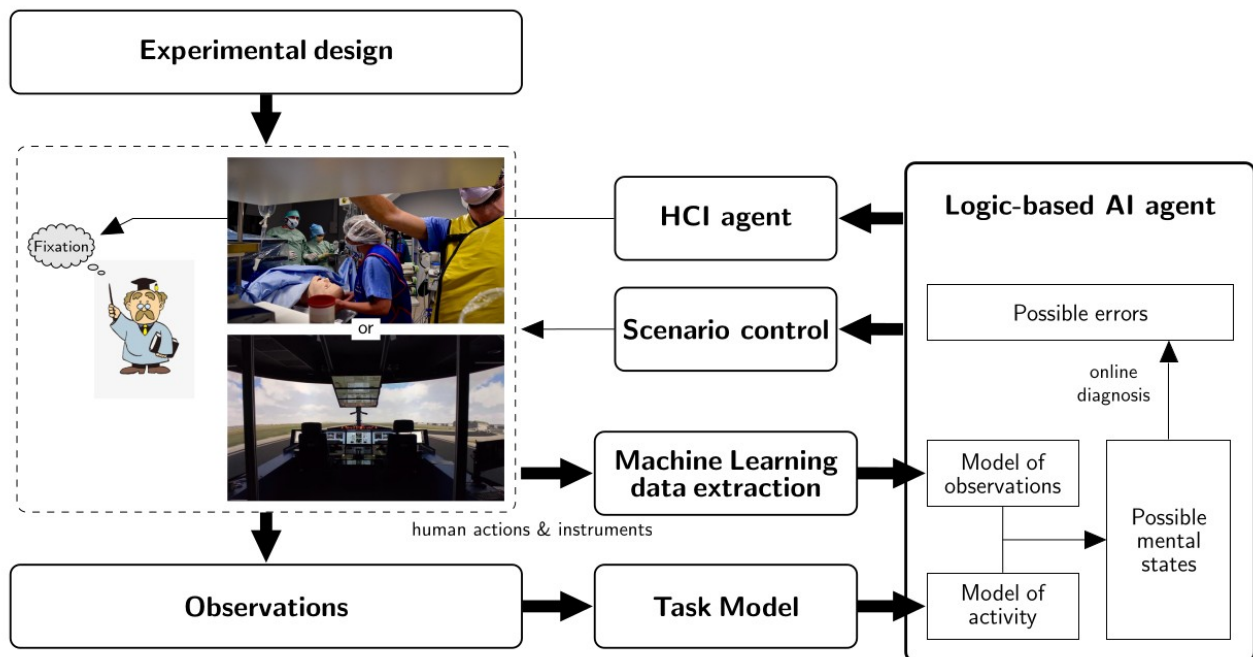 Experimental design
Fixation
or
HCI agent
Scenario control
Machine Learning
data extraction
human actions & instruments
Observations
Task Model
Logic-based AI agent
Possible errors
online
diagnosis
Model of
observations
Possible
mental
states
Model of
activity